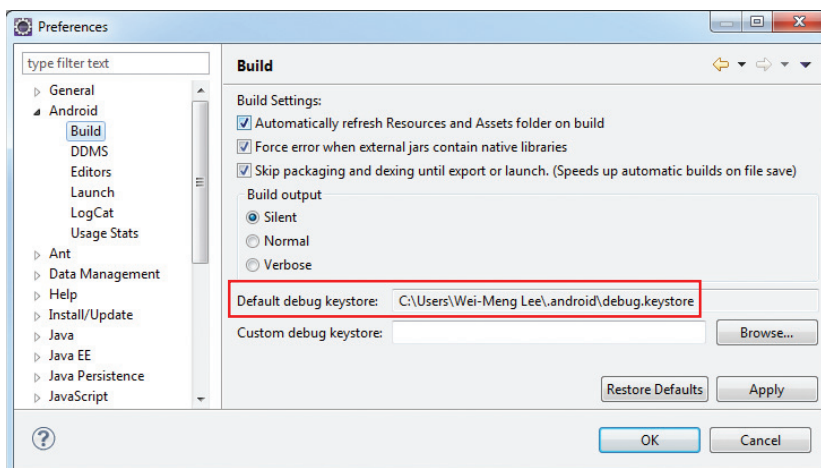 Preferences
type filter text
General
Android
Build
DDMS
Editors
Launch
LogCat
Usage Stats
Ant
Data Management
Help
Install/Update
Java
Java EE
Java Persistence
JavaScript
Build
Build Settings:
Automatically refresh Resources and Assets folder on build
Force error when external jars contain native libraries
Skip packaging and dexing until export or launch. (Speeds up automatic builds on file save)
Build output
Silent
Normal
Verbose
Default debug keystore: C:\Users\Wei-Meng Lee\.android\debug.keystore
Custom debug keystore: Browse...
Restore Defaults Apply
? OK Cancel